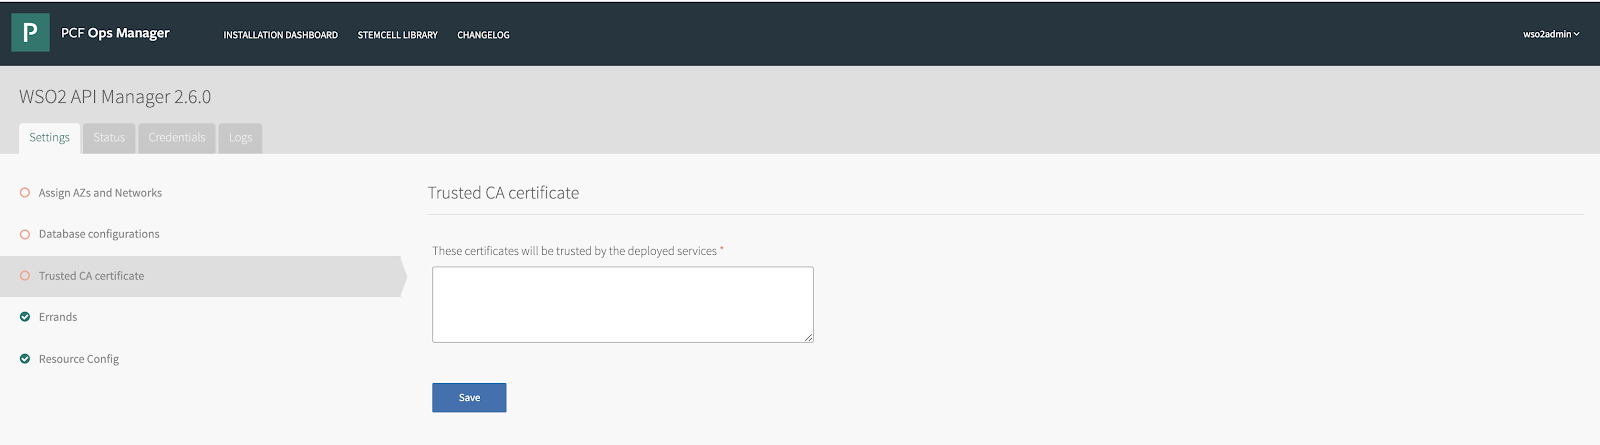 P PCF Ops Manager INSTALLATION DASHBOARD STEMCELL LIBRARY CHANGELOG wso2admin
WSO2 API Manager 2.6.0
Settings Status Credentials Logs
Assign AZs and Networks
Database configurations
Trusted CA certificate
Errands
Resource Config
Trusted CA certificate
These certificates will be trusted by the deployed services *
Save